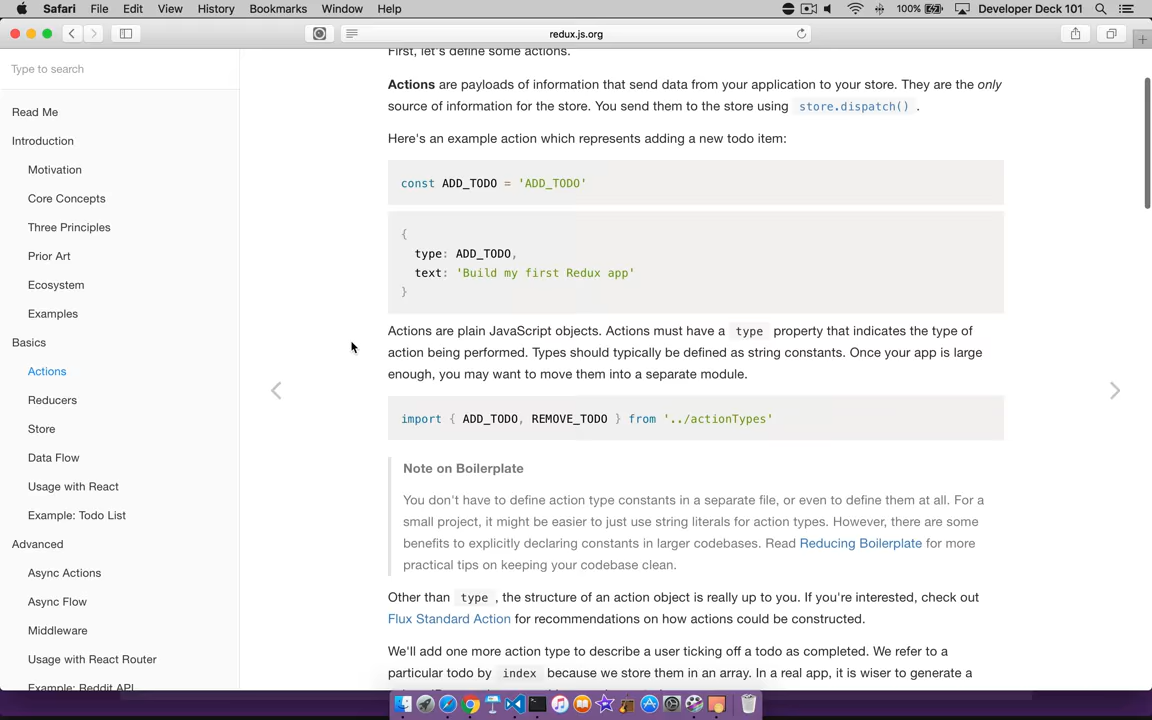 Safari File Edit View History Bookmarks Window Help 100% Developer Deck 101
redux.js.org
Type to search
Read Me
Introduction
Motivation
Core Concepts
Three Principles
Prior Art
Ecosystem
Examples
Basics
Actions
Reducers
Store
Data Flow
Usage with React
Example: Todo List
Advanced
Async Actions
Async Flow
Middleware
Usage with React Router
Example: Reddit API
First, let's define some actions.
Actions are payloads of information that send data from your application to your store. They are the only
source of information for the store. You send them to the store using store.dispatch() .
Here's an example action which represents adding a new todo item:
const ADD_TODO = 'ADD_TODO'
{
type: ADD_TODO,
text: 'Build my first Redux app'
}
Actions are plain JavaScript objects. Actions must have a type property that indicates the type of
action being performed. Types should typically be defined as string constants. Once your app is large
enough, you may want to move them into a separate module.
import { ADD_TODO, REMOVE_TODO } from '../actionTypes'
Note on Boilerplate
You don't have to define action type constants in a separate file, or even to define them at all. For a
small project, it might be easier to just use string literals for action types. However, there are some
benefits to explicitly declaring constants in larger codebases. Read Reducing Boilerplate for more
practical tips on keeping your codebase clean.
Other than type , the structure of an action object is really up to you. If you're interested, check out
Flux Standard Action for recommendations on how actions could be constructed.
We'll add one more action type to describe a user ticking off a todo as completed. We refer to a
particular todo by index because we store them in an array. In a real app, it is wiser to generate a